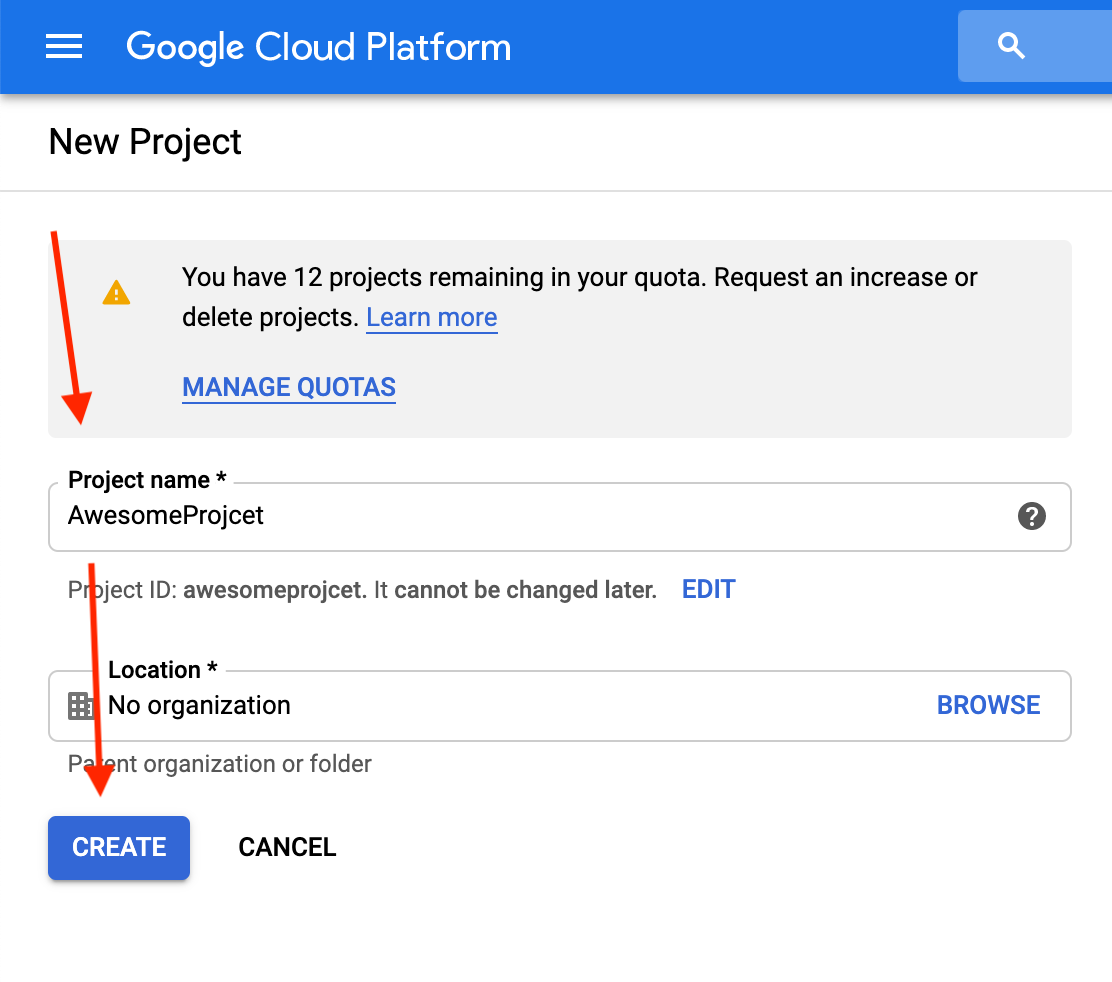 Google Cloud Platform
New Project
You have 12 projects remaining in your quota. Request an increase or
delete projects. Learn more
MANAGE QUOTAS
Project name *
AwesomeProjcet
Project ID: awesomeprojcet. It cannot be changed later. EDIT
Location *
No organization BROWSE
Parent organization or folder
CREATE CANCEL